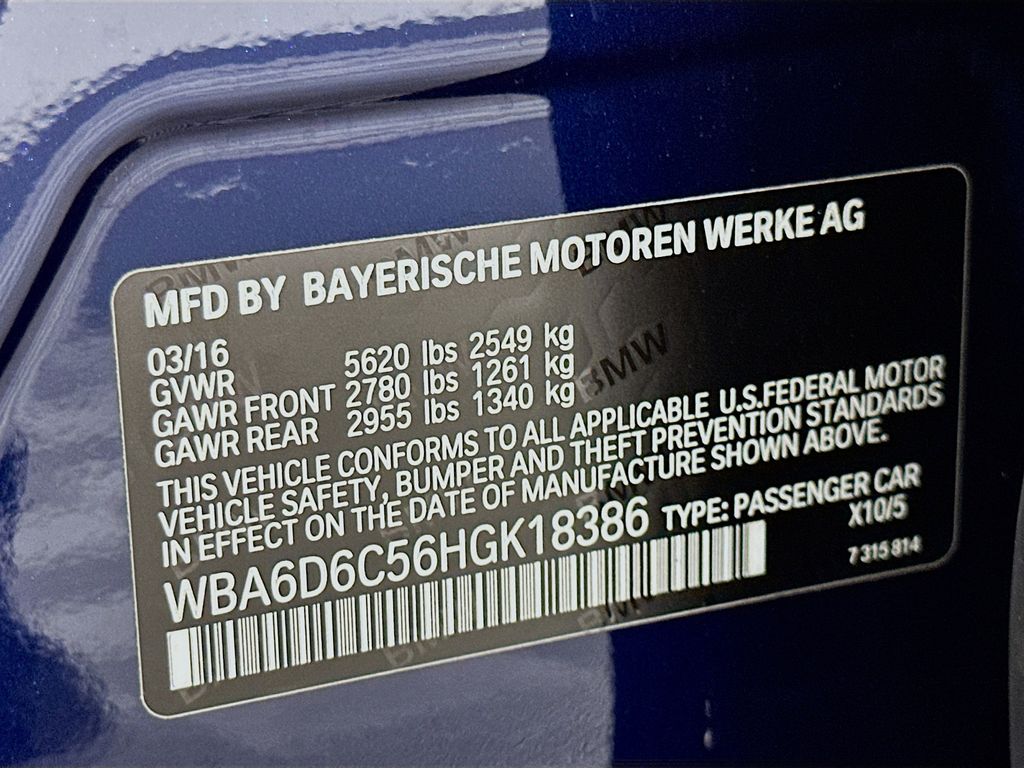 MFD BY BAYERISCHE MOTOREN WERKE AG
03/16
GVWR 5620 lbs 2549 kg
GAWR FRONT 2780 lbs 1261 kg
GAWR REAR 2955 lbs 1340 kg
BMW
THIS VEHICLE CONFORMS TO ALL APPLICABLE U.S.FEDERAL MOTOR
VEHICLE SAFETY, BUMPER AND THEFT PREVENTION STANDARDS
IN EFFECT ON THE DATE OF MANUFACTURE SHOWN ABOVE.
WBA6D6C56HGK18386 TYPE: PASSENGER CAR
X10/5
7 315 814